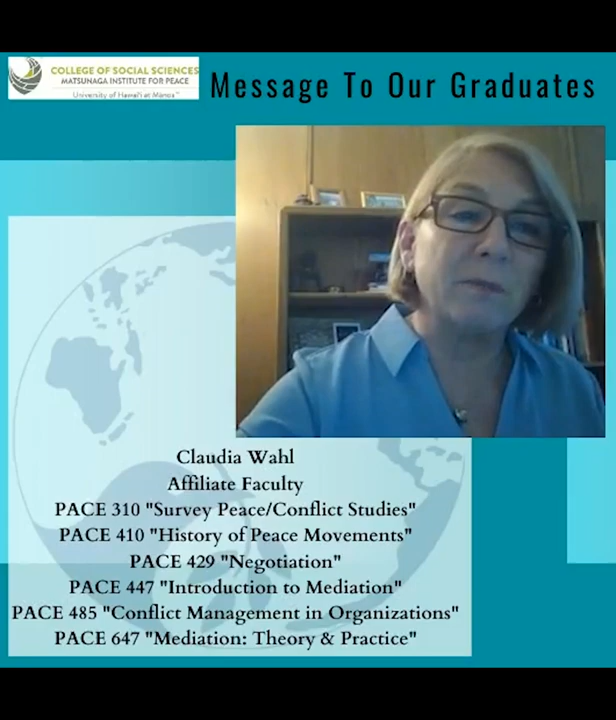 COLLEGE OF SOCIAL SCIENCES
MATSUNAGA INSTITUTE FOR PEACE
University of Hawai'i at Mānoa™
Message To Our Graduates
Claudia Wahl
Affiliate Faculty
PACE 310 "Survey Peace/Conflict Studies"
PACE 410 "History of Peace Movements"
PACE 429 "Negotiation"
PACE 447 "Introduction to Mediation"
PACE 485 "Conflict Management in Organizations"
PACE 647 "Mediation: Theory & Practice"